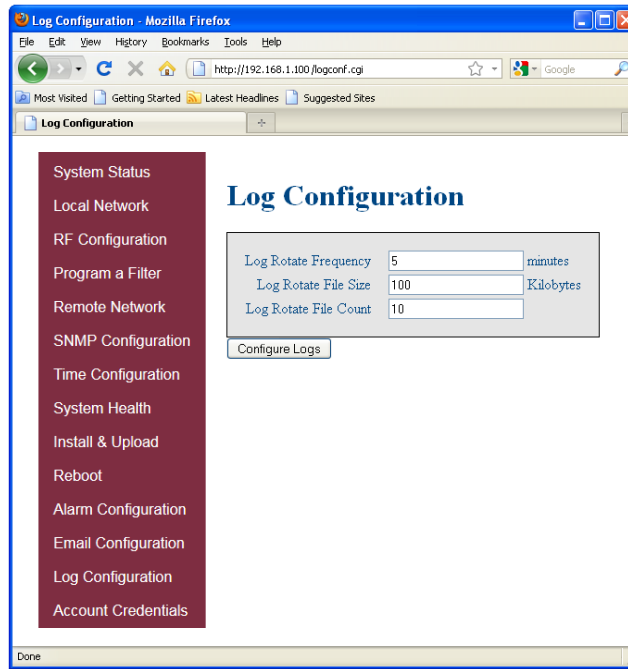 Log Configuration - Mozilla Firefox
File Edit View History Bookmarks Tools Help
http://192.168.1.100/logconf.cgi Google
Most Visited Getting Started Latest Headlines Suggested Sites
Log Configuration
System Status
Local Network
RF Configuration
Program a Filter
Remote Network
SNMP Configuration
Time Configuration
System Health
Install & Upload
Reboot
Alarm Configuration
Email Configuration
Log Configuration
Account Credentials
Log Configuration
Log Rotate Frequency 5 minutes
Log Rotate File Size 100 Kilobytes
Log Rotate File Count 10
Configure Logs
Done